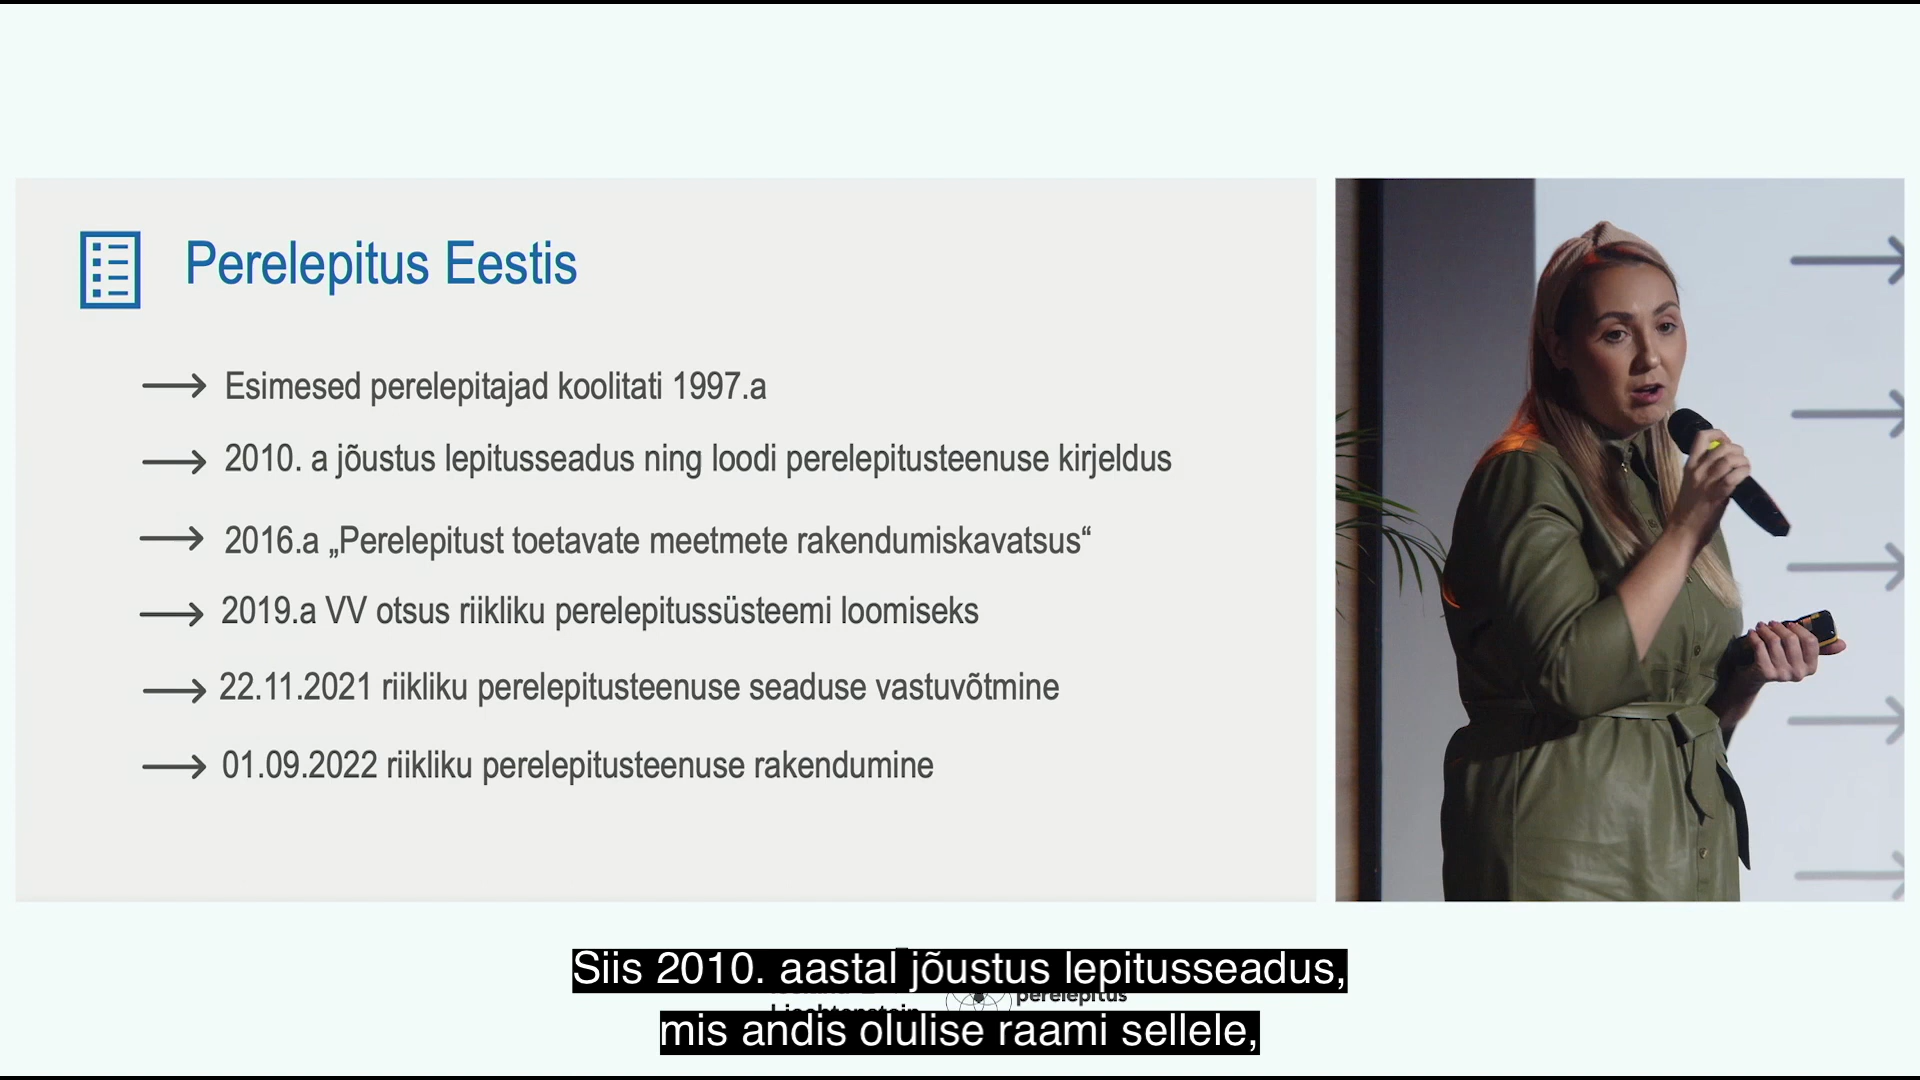 Perelepitus Eestis
Esimesed perelepitajad koolitati 1997.a
2010. a jõustus lepitusseadus ning loodi perelepitusteenuse kirjeldus
2016.a „Perelepitust toetavate meetmete rakendumiskavatsus“
2019.a VV otsus riikliku perelepitussüsteemi loomiseks
22.11.2021 riikliku perelepitusteenuse seaduse vastuvõtmine
01.09.2022 riikliku perelepitusteenuse rakendumine
Siis 2010. aastal jõustus lepitusseadus,
Liechtenstein perelepitus
mis andis olulise raami sellele,